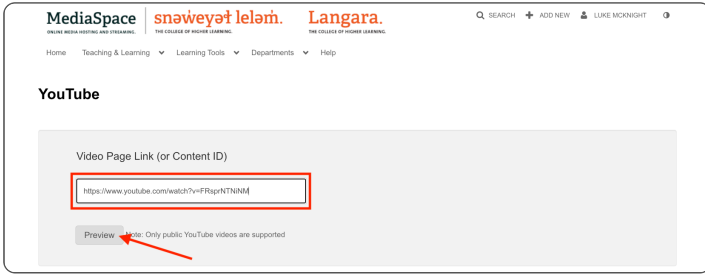 MediaSpace
ONLINE MEDIA HOSTING AND STREAMING.
snəw̓eyəɬ leləm̓.
THE COLLEGE OF HIGHER LEARNING.
Langara.
THE COLLEGE OF HIGHER LEARNING.
SEARCH ADD NEW LUKE MCKNIGHT
Home Teaching & Learning Learning Tools Departments Help
YouTube
Video Page Link (or Content ID)
https://www.youtube.com/watch?v=FRsprNTNiNM
Preview Note: Only public YouTube videos are supported